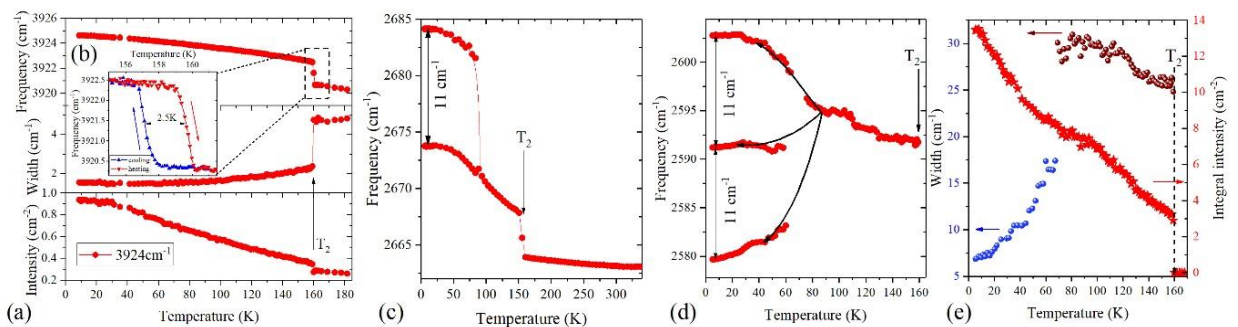 (a)
3926
3924
3922
3920
Frequency (cm⁻¹)
(b)
Temperature (K)
156 158 160
3922.5
3922.0
3921.5
3921.0
3920.5
Frequency (cm⁻¹)
2.5K
cooling
heating
6
4
2
Width (cm⁻¹)
1.0
0.8
0.6
0.4
0.2
Intensity (cm⁻¹)
3924cm⁻¹
T₂
0 20 40 60 80 100 120 140 160 180
Temperature (K)
(c)
2685
2680
2675
2670
2665
Frequency (cm⁻¹)
11 cm⁻¹
T₂
0 50 100 150 200 250 300
Temperature (K)
(d)
2600
2595
2590
2585
2580
Frequency (cm⁻¹)
11 cm⁻¹
11 cm⁻¹
T₂
0 20 40 60 80 100 120 140 160
Temperature (K)
(e)
30
25
20
15
10
5
Width (cm⁻¹)
T₂
14
12
10
8
6
4
2
0
Integral intensity (cm⁻¹)
0 20 40 60 80 100 120 140 160
Temperature (K)